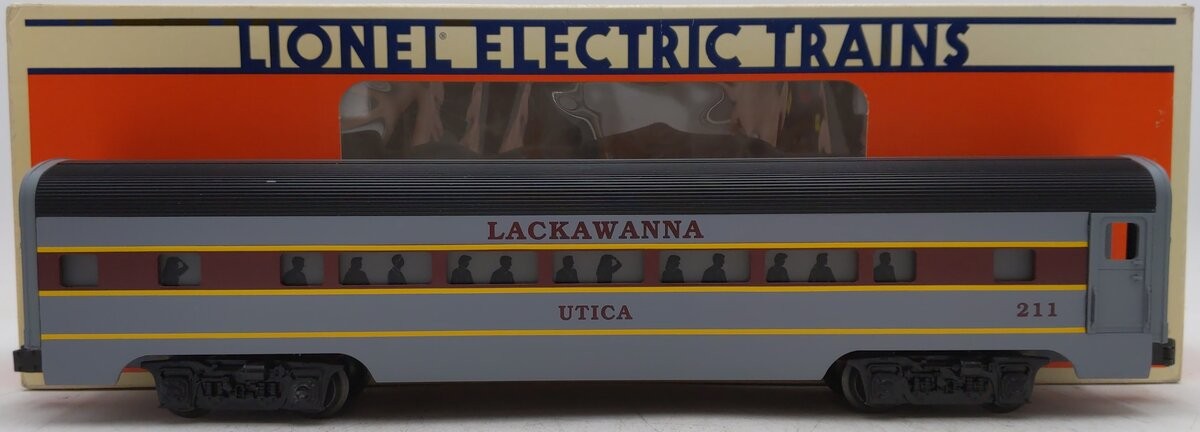 LIONEL® ELECTRIC TRAINS
LACKAWANNA
UTICA
211